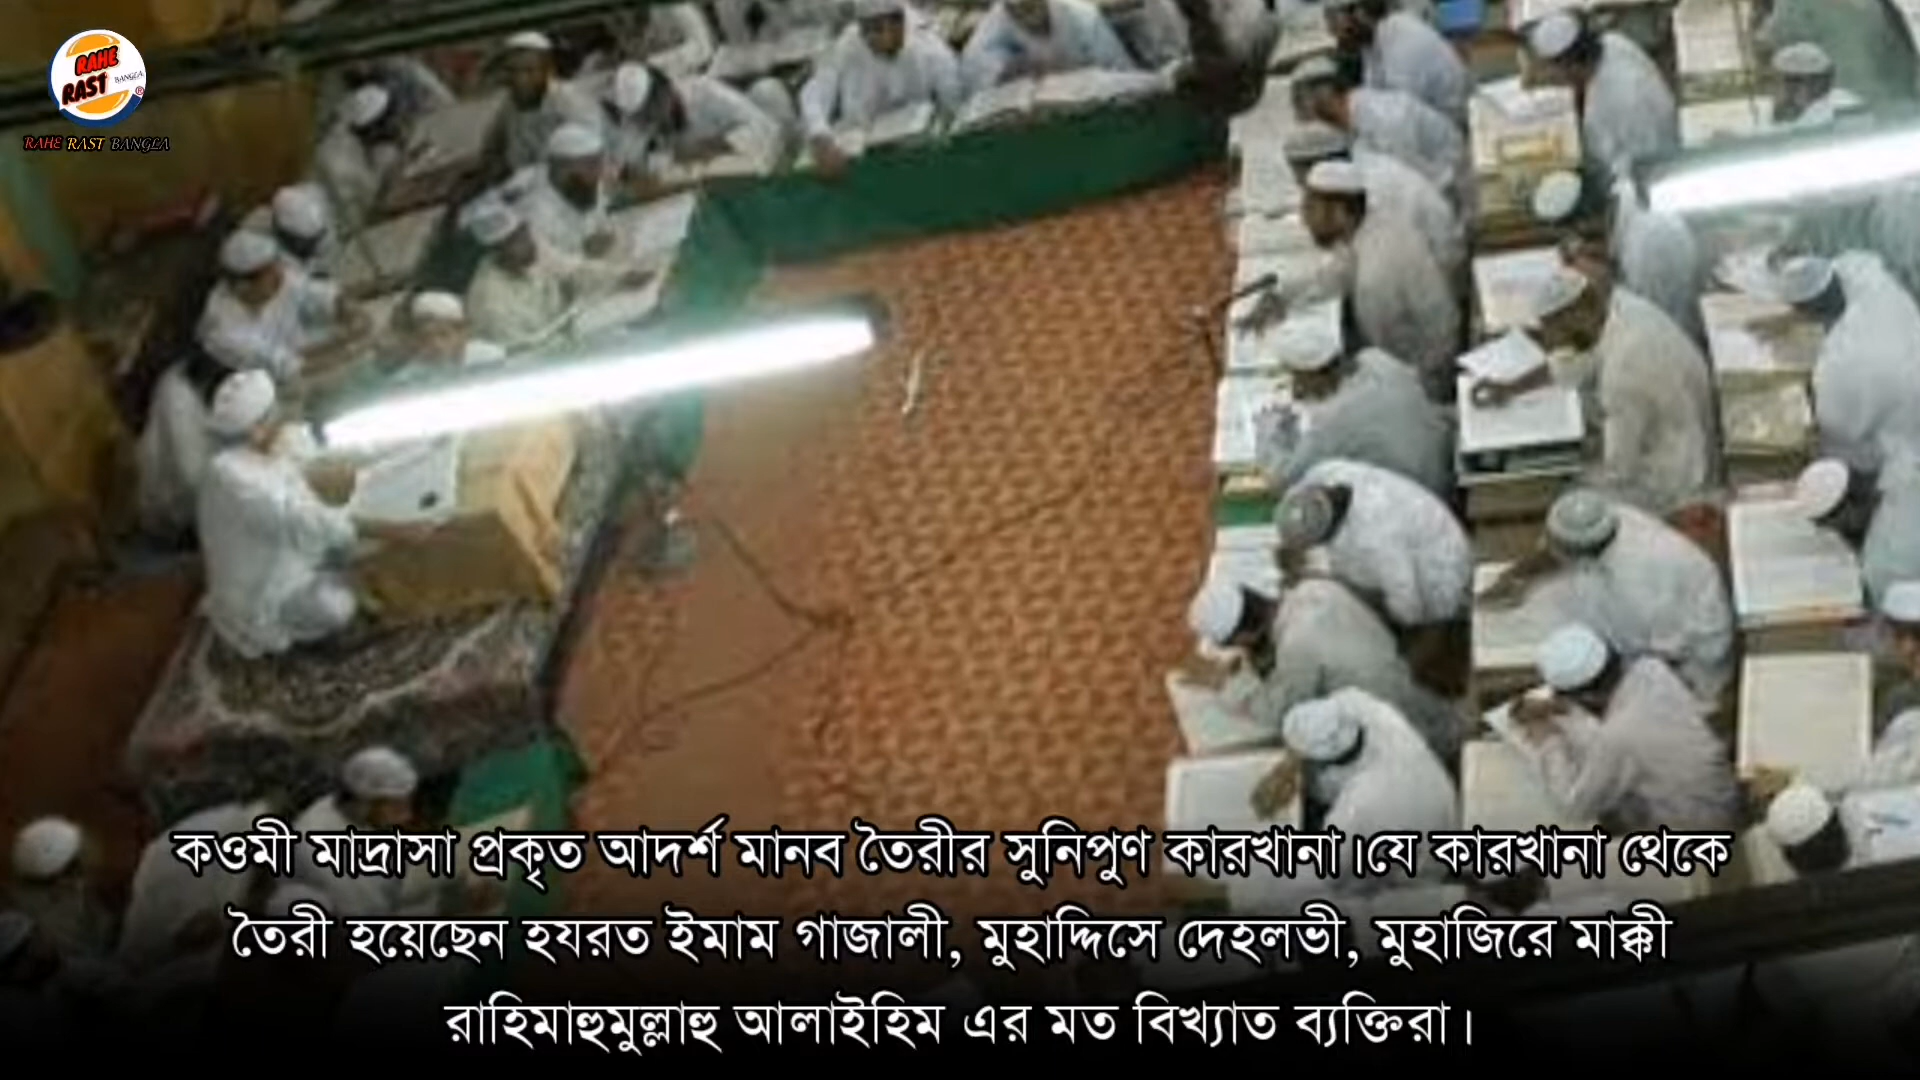 RAHE
RAST BANGLA
RAHE RAST BANGLA
কওমী মাদ্রাসা প্রকৃত আদর্শ মানব তৈরীর সুনিপুণ কারখানা।যে কারখানা থেকে
তৈরী হয়েছেন হযরত ইমাম গাজালী, মুহাদ্দিসে দেহলভী, মুহাজিরে মাক্কী
রাহিমাহুমুল্লাহু আলাইহিম এর মত বিখ্যাত ব্যক্তিরা।